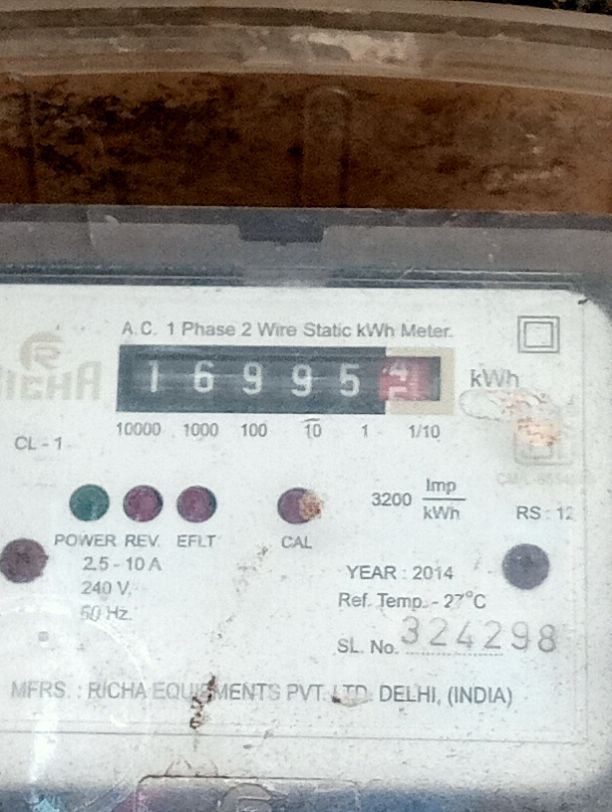 A.C. 1 Phase 2 Wire Static kWh Meter.
RICHA
1 6 9 9 5 4 kWh
10000 1000 100 10 1 1/10
CL - 1
3200 Imp/kWh
RS : 12
POWER REV. EFLT CAL
2.5 - 10 A
240 V.
50 Hz.
YEAR : 2014
Ref. Temp. - 27°C
SL. No. 324298
MFRS. : RICHA EQUIPMENTS PVT. LTD. DELHI, (INDIA)